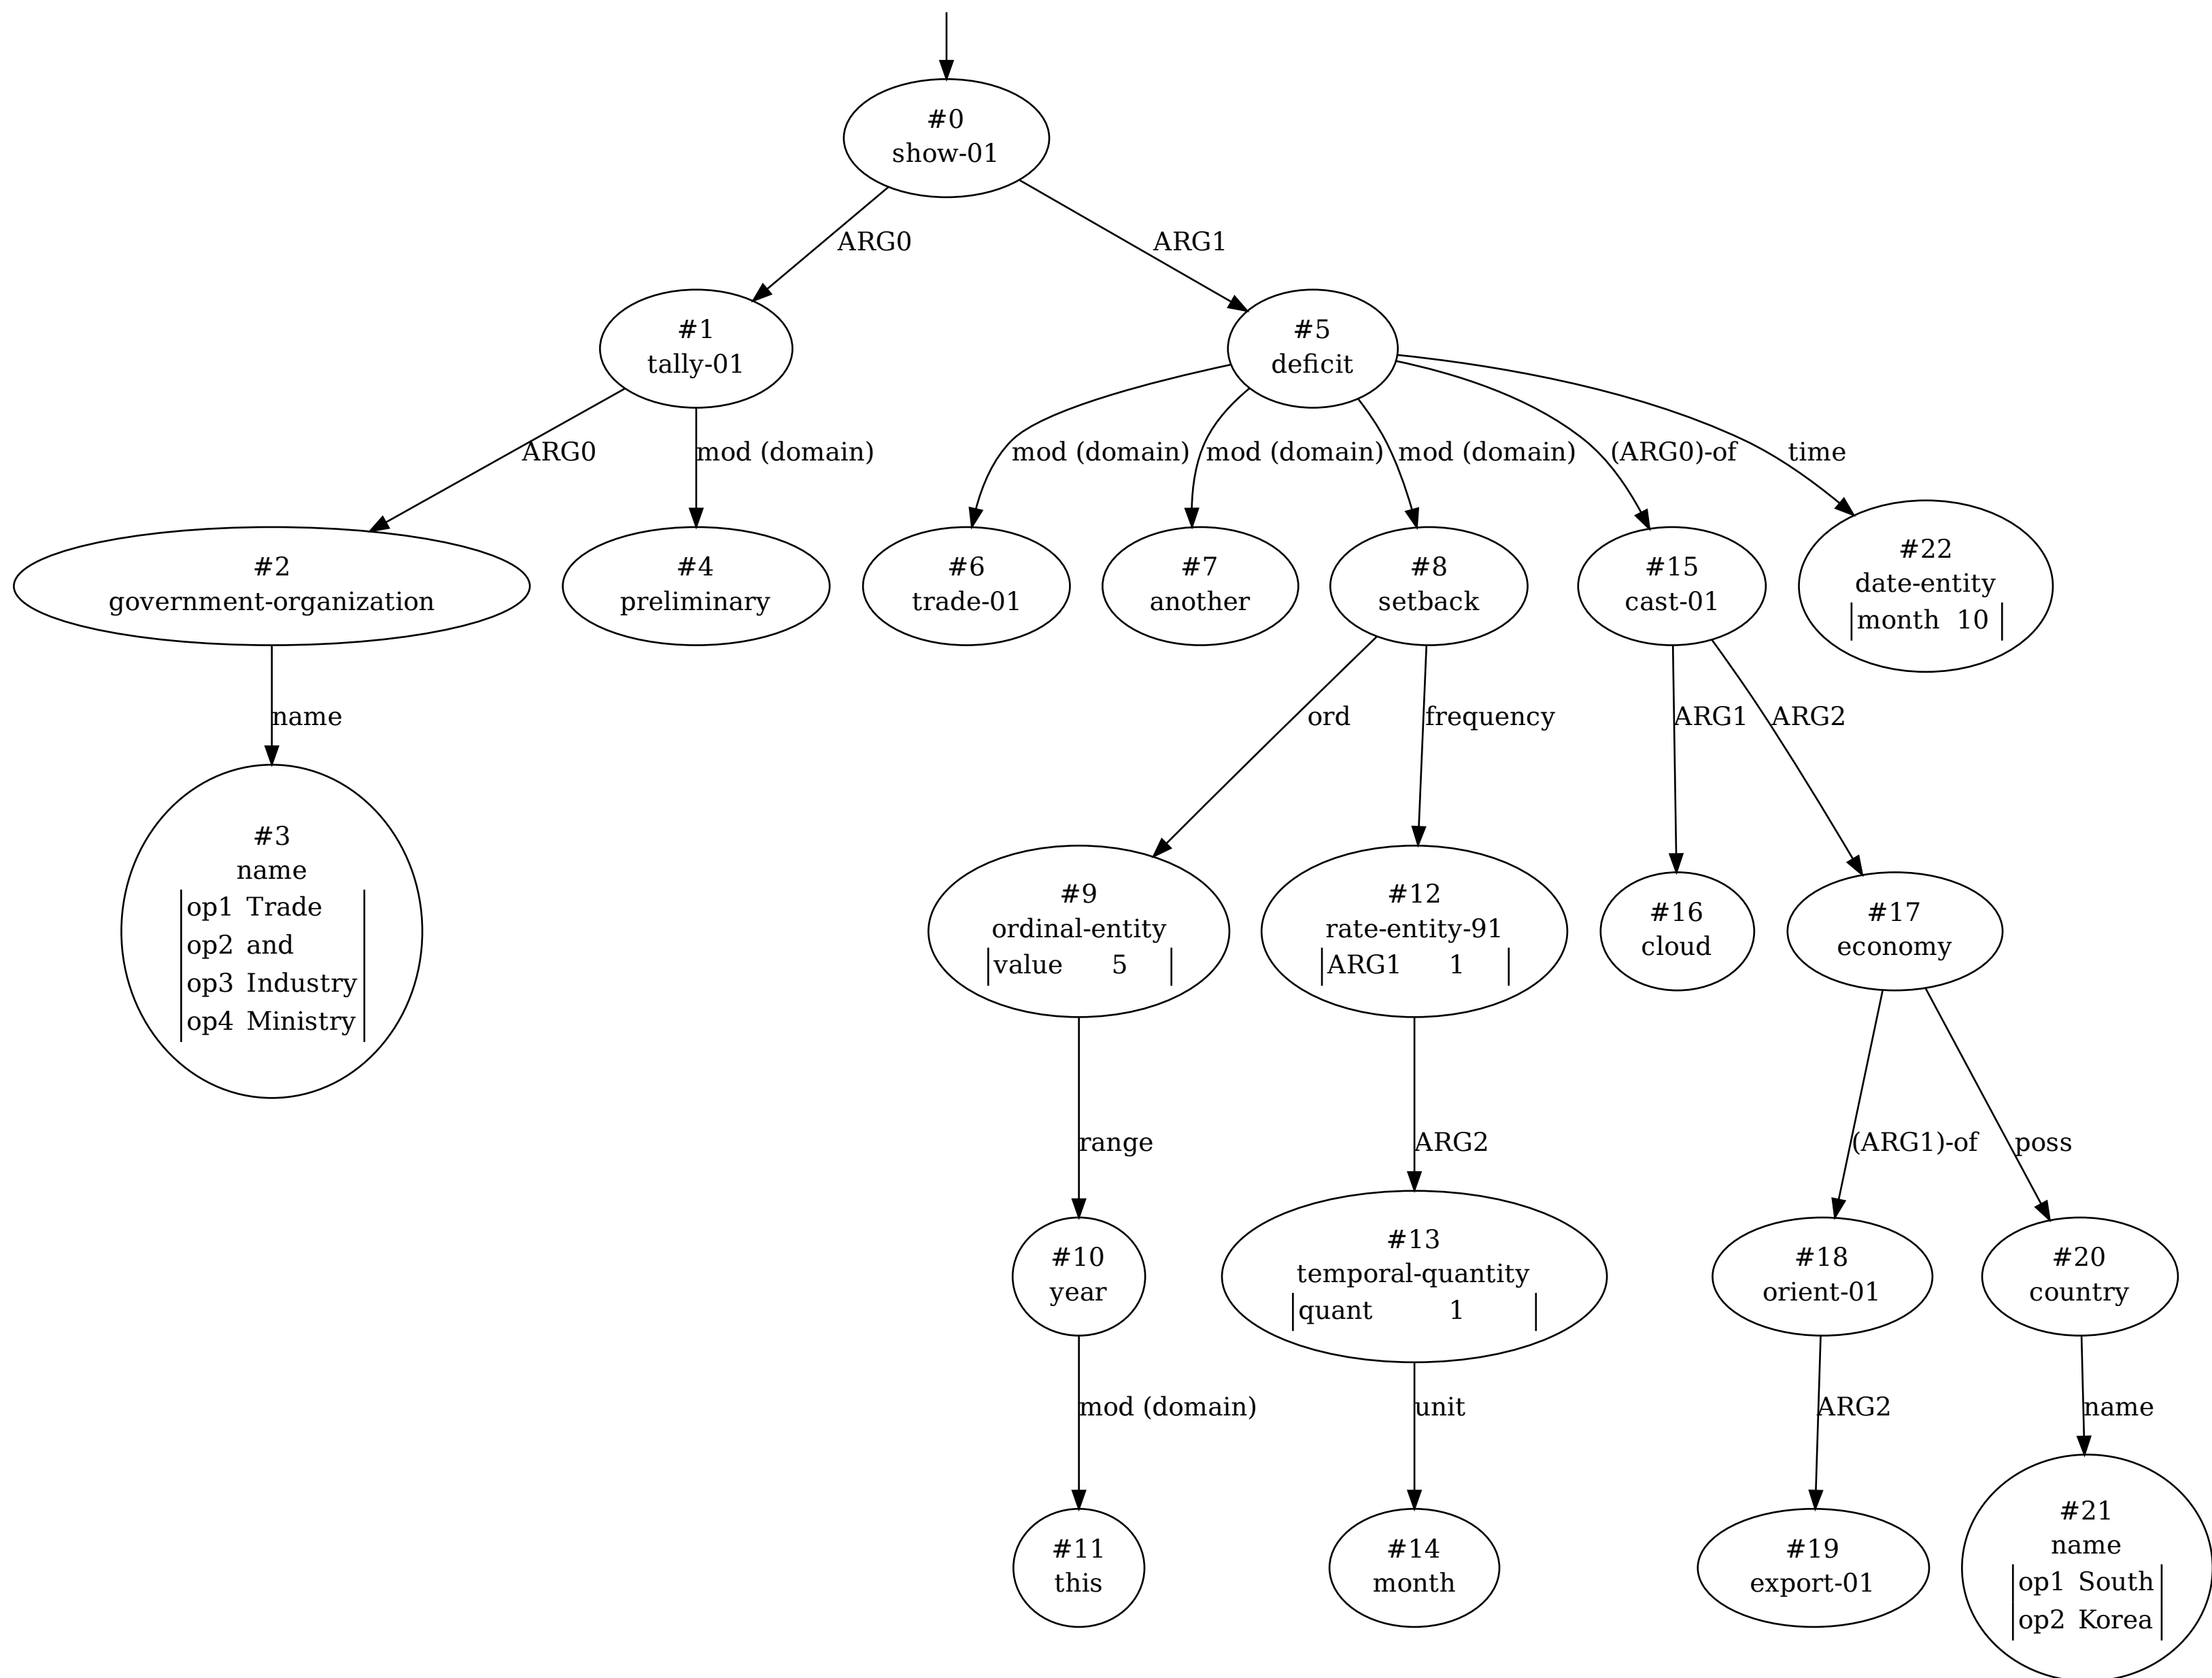 #0
show-01
ARG0
ARG1
#1
tally-01
#5
deficit
ARG0
mod (domain)
mod (domain)
mod (domain)
mod (domain)
(ARG0)-of
time
#2
government-organization
#4
preliminary
#6
trade-01
#7
another
#8
setback
#15
cast-01
#22
date-entity
month 10
name
ord
frequency
ARG1
ARG2
#3
name
op1 Trade
op2 and
op3 Industry
op4 Ministry
#9
ordinal-entity
value 5
#12
rate-entity-91
ARG1 1
#16
cloud
#17
economy
range
ARG2
(ARG1)-of
poss
#10
year
#13
temporal-quantity
quant 1
#18
orient-01
#20
country
mod (domain)
unit
ARG2
name
#11
this
#14
month
#19
export-01
#21
name
op1 South
op2 Korea